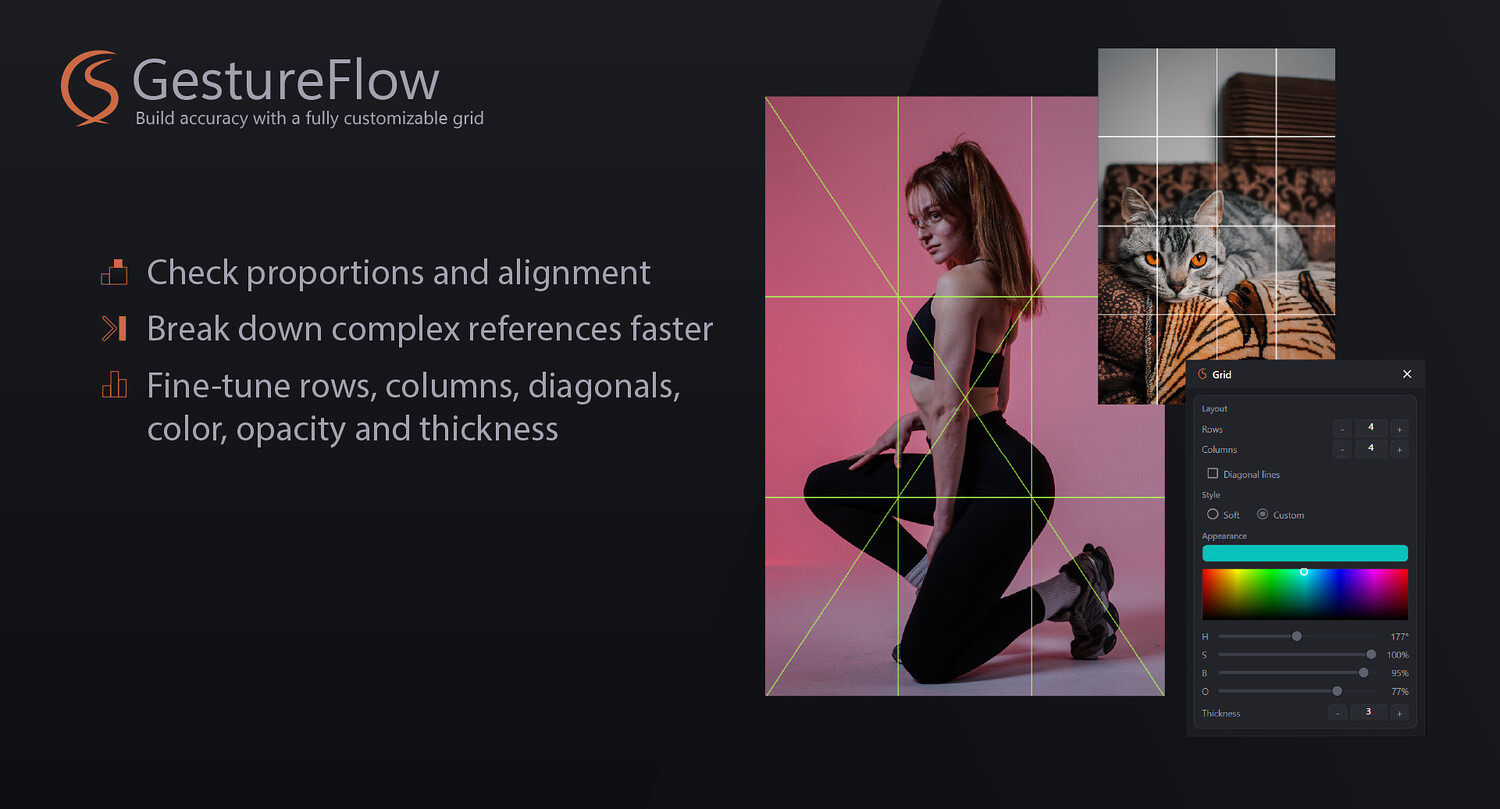 GestureFlow
Build accuracy with a fully customizable grid
Check proportions and alignment
Break down complex references faster
Fine-tune rows, columns, diagonals,
color, opacity and thickness
Grid
Layout
Rows - 4 +
Columns - 4 +
Diagonal lines
Style
Soft Custom
Appearance
H 177°
S 100%
B 95%
O 77%
Thickness - 3 +